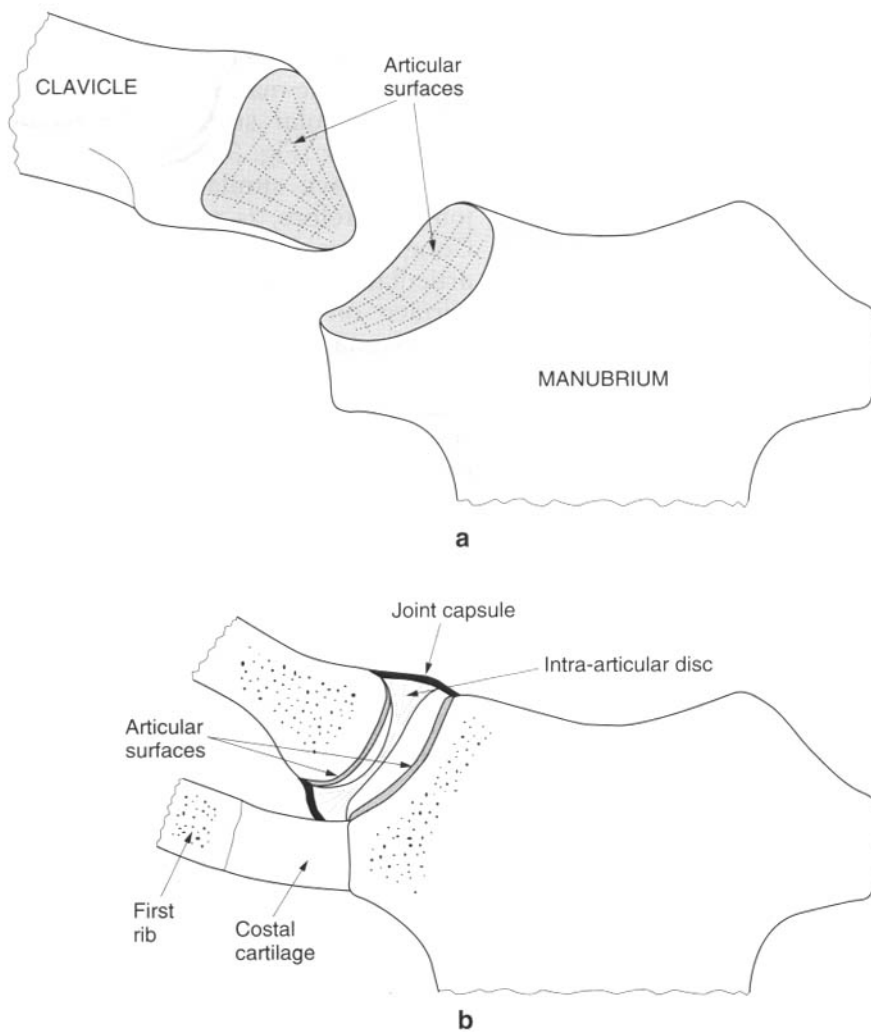 CLAVICLE
Articular
surfaces
MANUBRIUM
a
Joint capsule
Intra-articular disc
Articular
surfaces
First
rib
Costal
cartilage
b